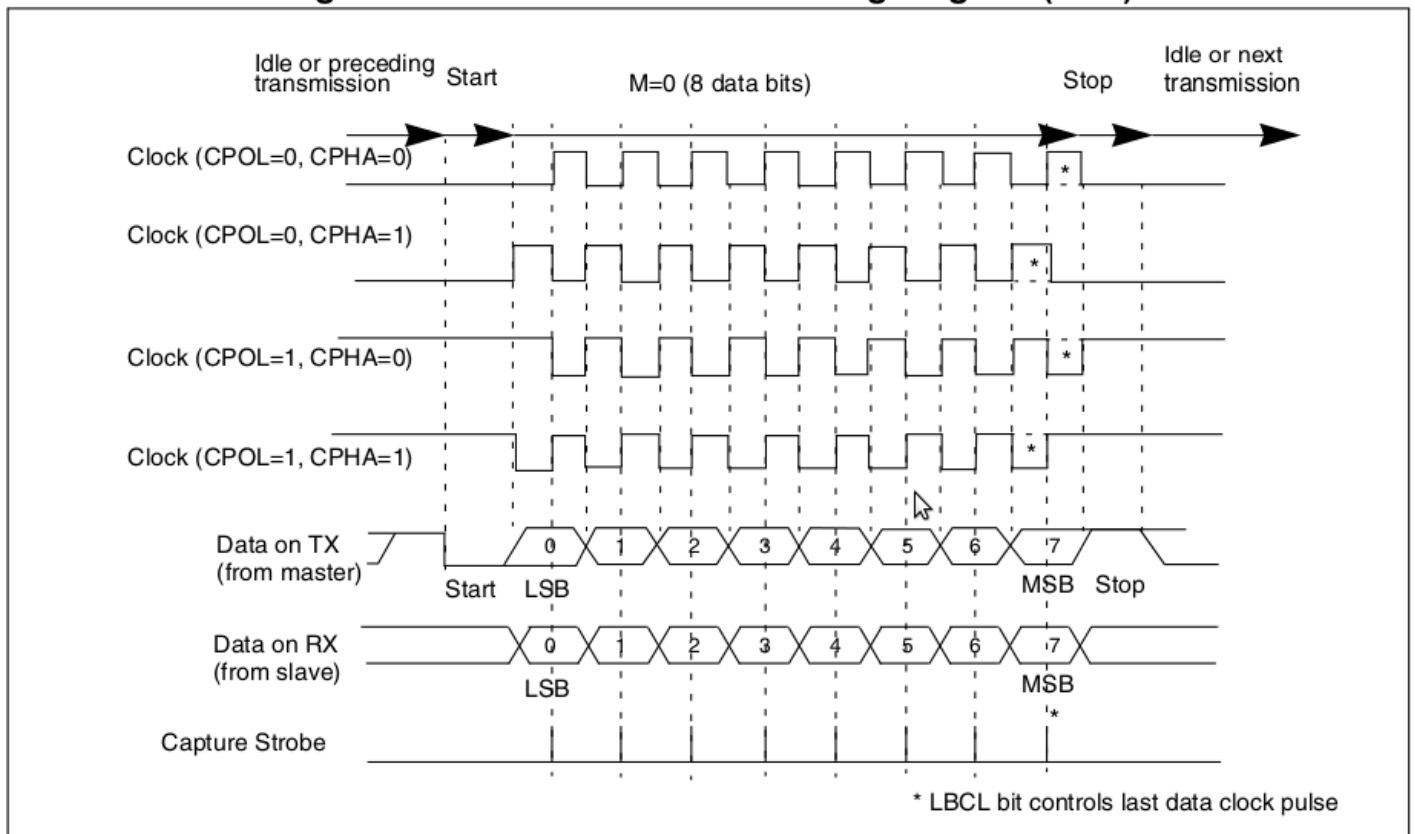 Idle or preceding
transmission
Start
M=0 (8 data bits)
Stop
Idle or next
transmission
Clock (CPOL=0, CPHA=0)
*
Clock (CPOL=0, CPHA=1)
*
Clock (CPOL=1, CPHA=0)
*
Clock (CPOL=1, CPHA=1)
*
Data on TX
(from master)
0 1 2 3 4 5 6 7
Start LSB MSB Stop
Data on RX
(from slave)
0 1 2 3 4 5 6 7
LSB MSB
*
Capture Strobe
* LBCL bit controls last data clock pulse